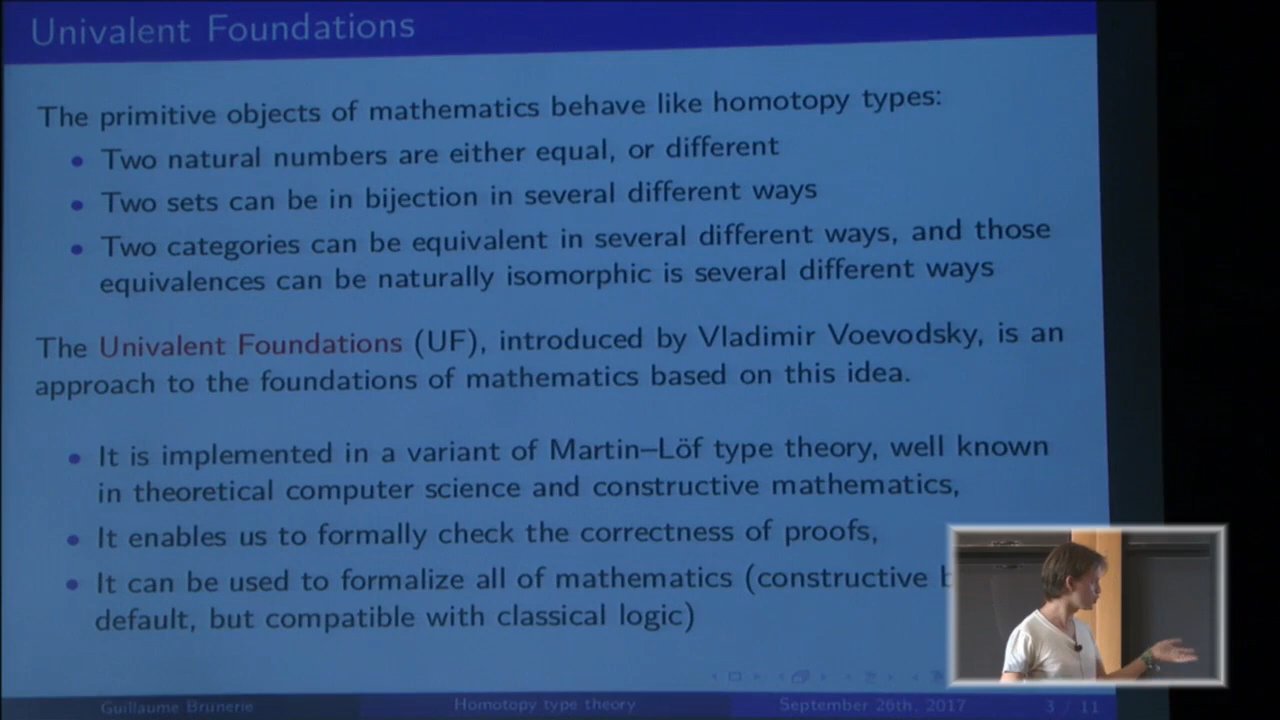 Univalent Foundations
The primitive objects of mathematics behave like homotopy types:
• Two natural numbers are either equal, or different
• Two sets can be in bijection in several different ways
• Two categories can be equivalent in several different ways, and those
equivalences can be naturally isomorphic is several different ways
The Univalent Foundations (UF), introduced by Vladimir Voevodsky, is an
approach to the foundations of mathematics based on this idea.
• It is implemented in a variant of Martin–Löf type theory, well known
in theoretical computer science and constructive mathematics,
• It enables us to formally check the correctness of proofs,
• It can be used to formalize all of mathematics (constructive
default, but compatible with classical logic)
Guillaume Brunerie Homotopy type theory September 26th, 2017 3 / 11